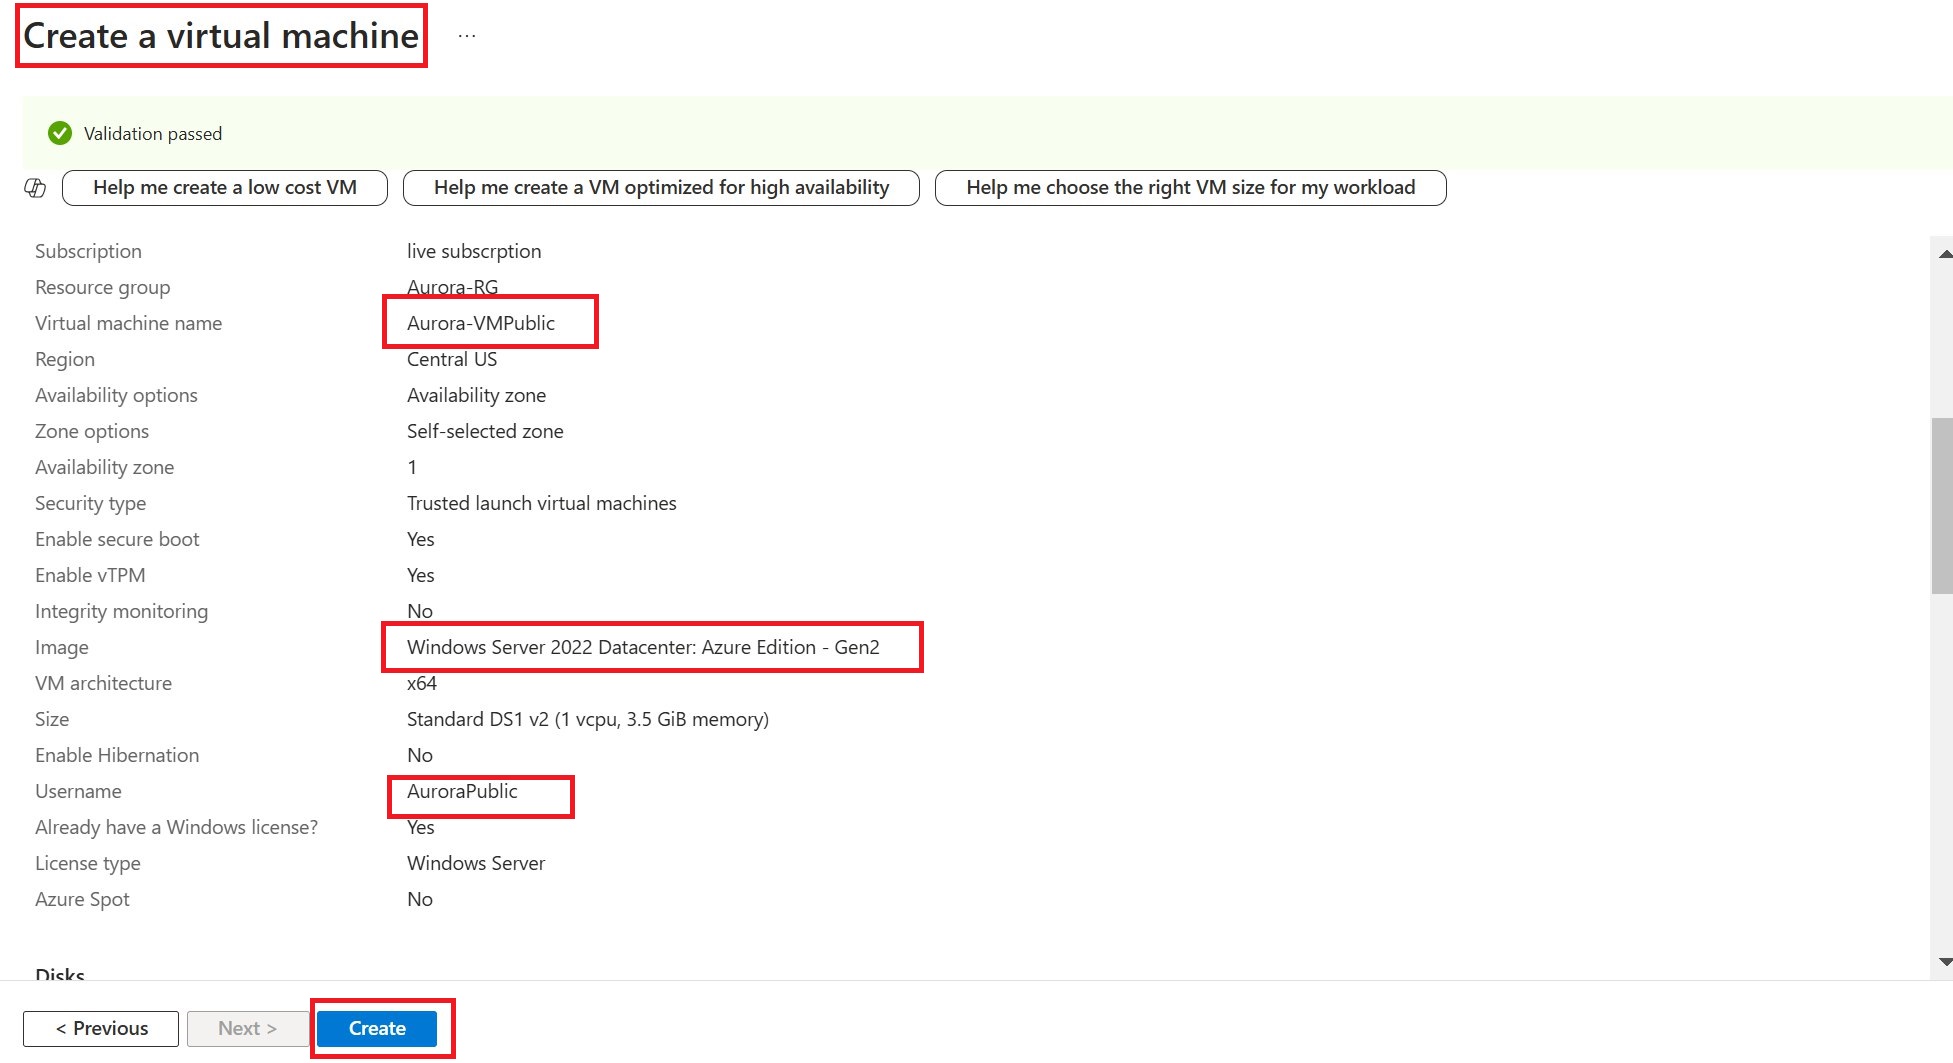 Create a virtual machine ...
Validation passed
Help me create a low cost VM Help me create a VM optimized for high availability Help me choose the right VM size for my workload
Subscription live subscrption
Resource group Aurora-RG
Virtual machine name Aurora-VMPublic
Region Central US
Availability options Availability zone
Zone options Self-selected zone
Availability zone 1
Security type Trusted launch virtual machines
Enable secure boot Yes
Enable vTPM Yes
Integrity monitoring No
Image Windows Server 2022 Datacenter: Azure Edition - Gen2
VM architecture x64
Size Standard DS1 v2 (1 vcpu, 3.5 GiB memory)
Enable Hibernation No
Username AuroraPublic
Already have a Windows license? Yes
License type Windows Server
Azure Spot No
Disks
< Previous Next > Create